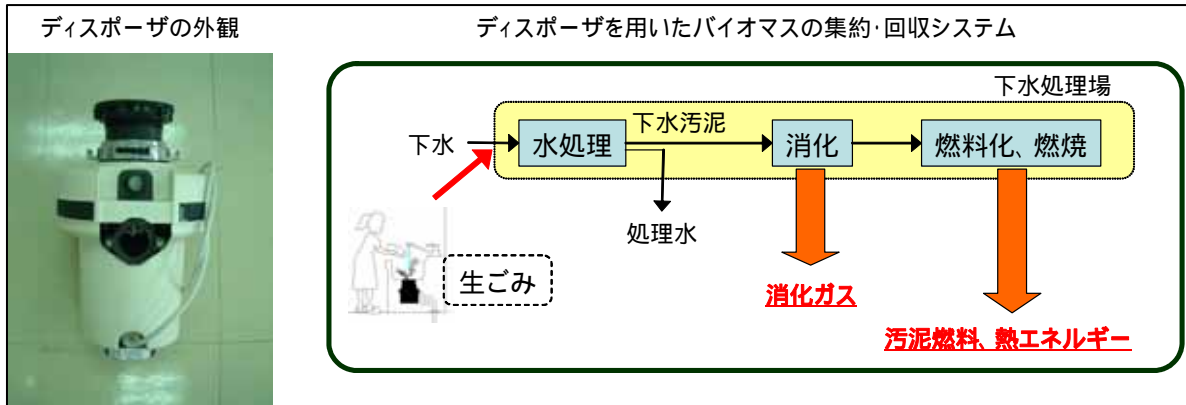 ディスポーザの外観
ディスポーザを用いたバイオマスの集約･回収システム
下水処理場
下水
水処理
下水汚泥
消化
燃料化、燃焼
処理水
生ごみ
消化ガス
汚泥燃料、熱エネルギー